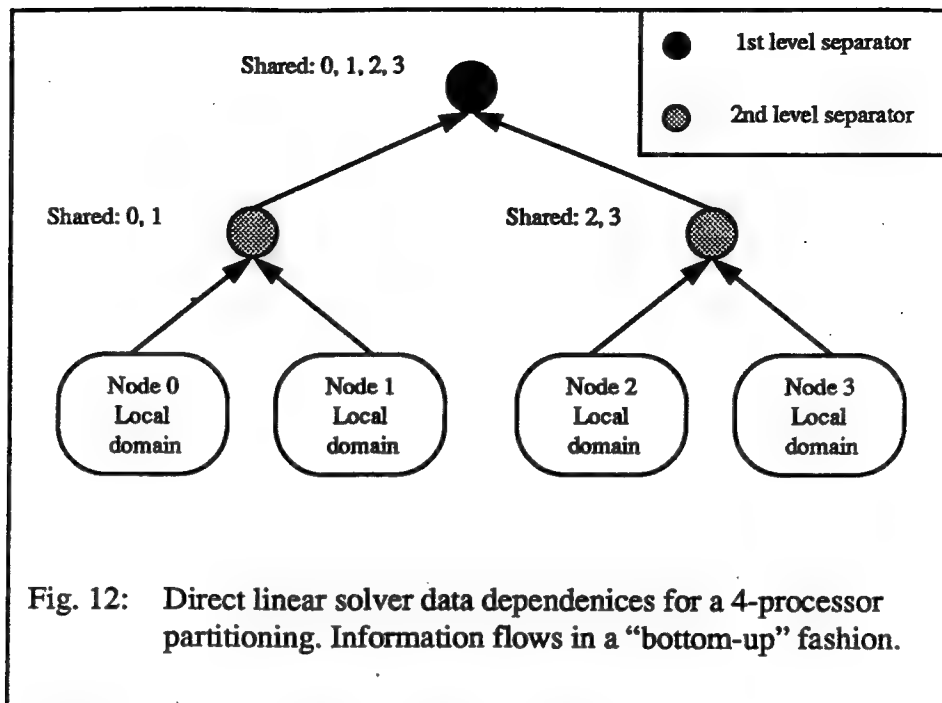 1st level separator
Shared: 0, 1, 2, 3
2nd level separator
Shared: 0, 1
Shared: 2, 3
Node 0
Local
domain
Node 1
Local
domain
Node 2
Local
domain
Node 3
Local
domain
Fig. 12: Direct linear solver data dependenices for a 4-processor
partitioning. Information flows in a “bottom-up” fashion.